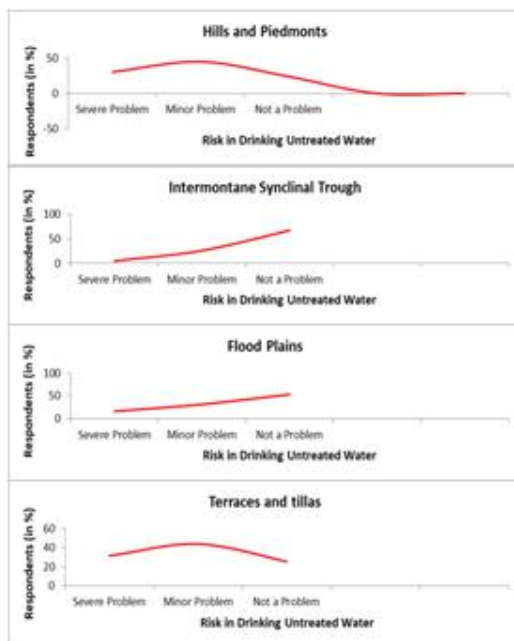 Hills and Piedmonts
Respondents (in %)
50
0
-50
Severe Problem Minor Problem Not a Problem
Risk in Drinking Untreated Water
Intermontane Synclinal Trough
Respondents (in %)
100
50
0
Severe Problem Minor Problem Not a Problem
Risk in Drinking Untreated Water
Flood Plains
Respondents (in %)
100
50
0
Severe Problem Minor Problem Not a Problem
Risk in Drinking Untreated Water
Terraces and tillas
Respondents (in %)
60
40
20
0
Severe Problem Minor Problem Not a Problem
Risk in Drinking Untreated Water